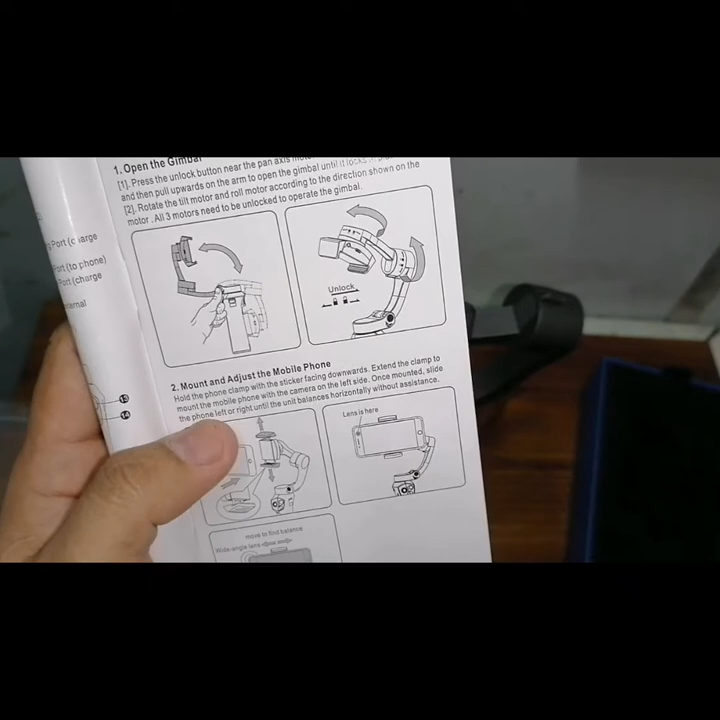 1. Open the Gimbal
[1]. Press the unlock button near the pan axis
and then pull upwards on the arm to open the gimbal until it locks
[2]. Rotate the tilt motor and roll motor according to the direction shown on the
motor . All 3 motors need to be unlocked to operate the gimbal.
Port (charge
Port (to phone)
Port (charge
Unlock
2. Mount and Adjust the Mobile Phone
Hold the phone clamp with the sticker facing downwards. Extend the clamp to
mount the mobile phone with the camera on the left side. Once mounted, slide
the phone left or right until the unit balances horizontally without assistance.
13
14
Lens is here
move to find balance
Wide-angle lens